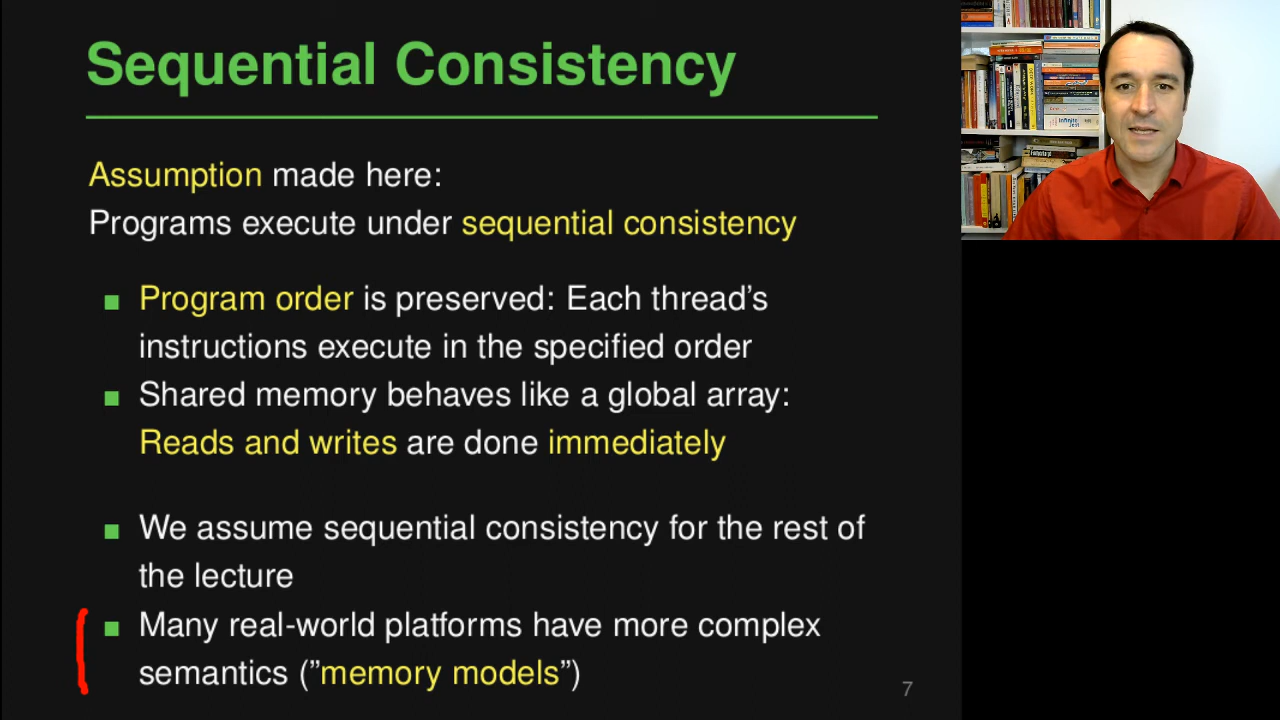 Sequential Consistency
Assumption made here:
Programs execute under sequential consistency
■ Program order is preserved: Each thread's
instructions execute in the specified order
■ Shared memory behaves like a global array:
Reads and writes are done immediately
■ We assume sequential consistency for the rest of
the lecture
■ Many real-world platforms have more complex
semantics (”memory models”)
7
Infinite
Jest